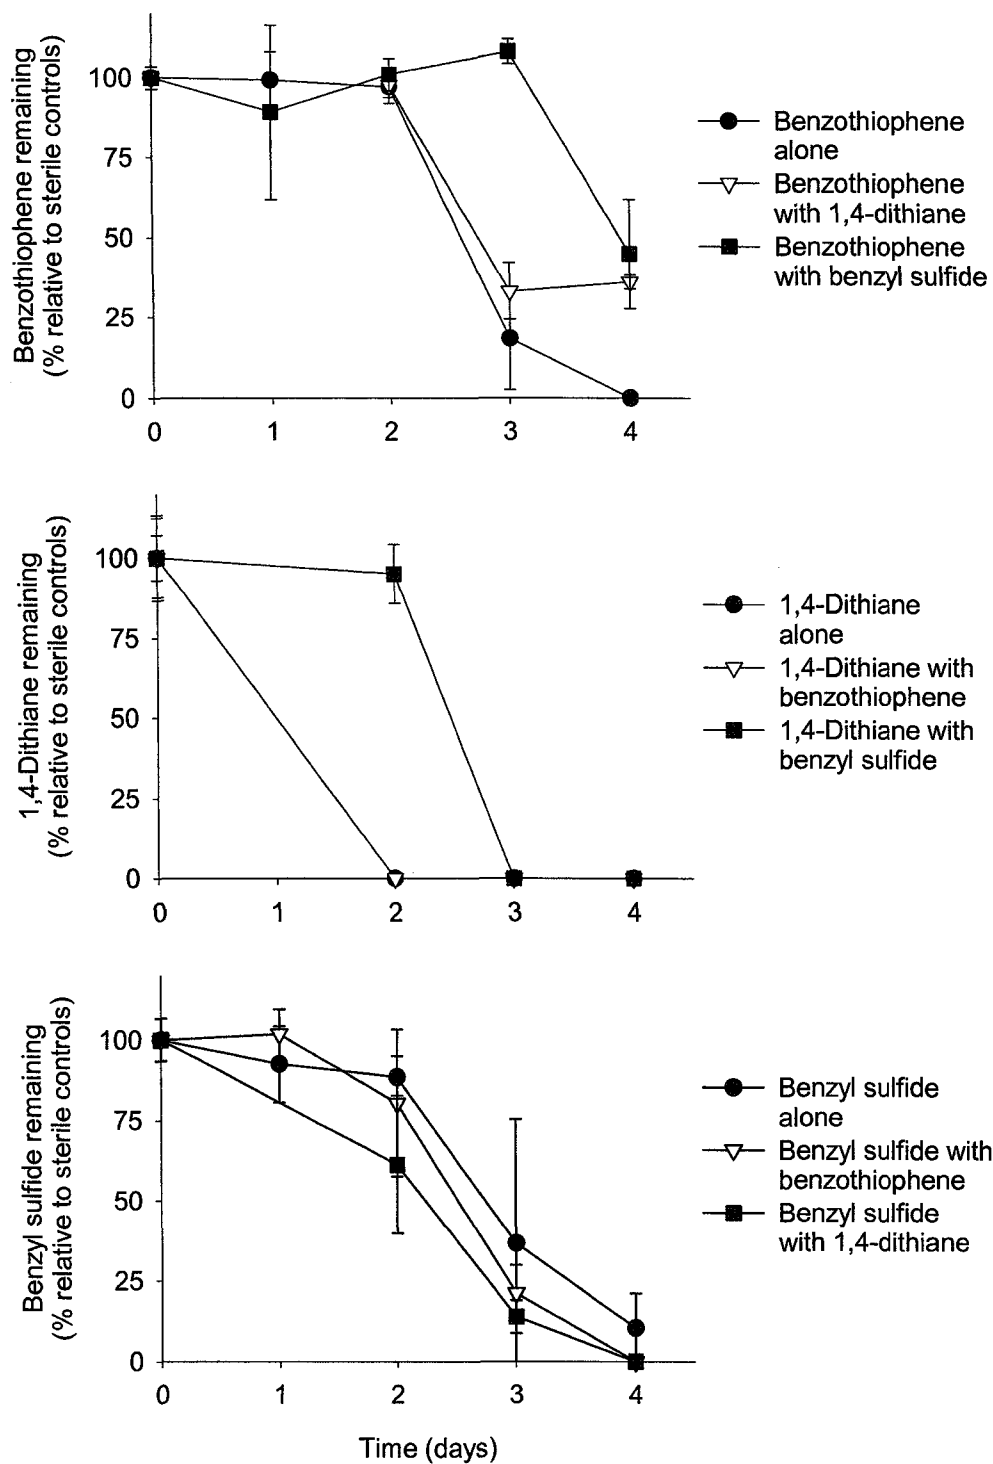 Benzothiophene remaining
(% relative to sterile controls)
100
75
50
25
0
0 1 2 3 4
Benzothiophene
alone
Benzothiophene
with 1,4-dithiane
Benzothiophene
with benzyl sulfide
1,4-Dithiane remaining
(% relative to sterile controls)
100
75
50
25
0
0 1 2 3 4
1,4-Dithiane
alone
1,4-Dithiane with
benzothiophene
1,4-Dithiane with
benzyl sulfide
Benzyl sulfide remaining
(% relative to sterile controls)
100
75
50
25
0
0 1 2 3 4
Time (days)
Benzyl sulfide
alone
Benzyl sulfide with
benzothiophene
Benzyl sulfide
with 1,4-dithiane